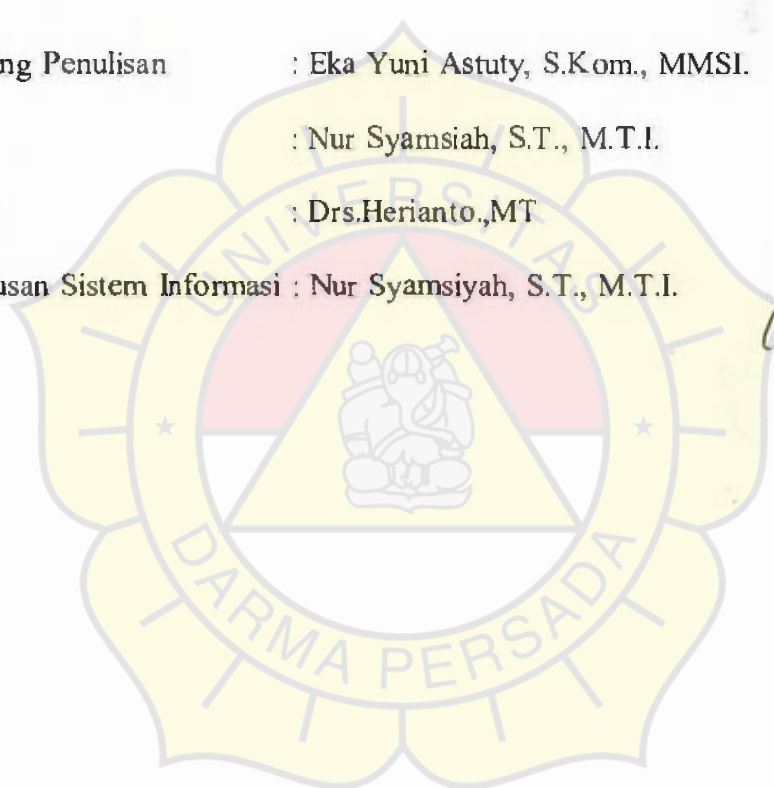 ng Penulisan : Eka Yuni Astuty, S.Kom., MMSI.
: Nur Syamsiah, S.T., M.T.I.
: Drs.Herianto.,MT
usan Sistem Informasi : Nur Syamsiyah, S.T., M.T.I.
UNIVERSITAS
DARMA PERSADA